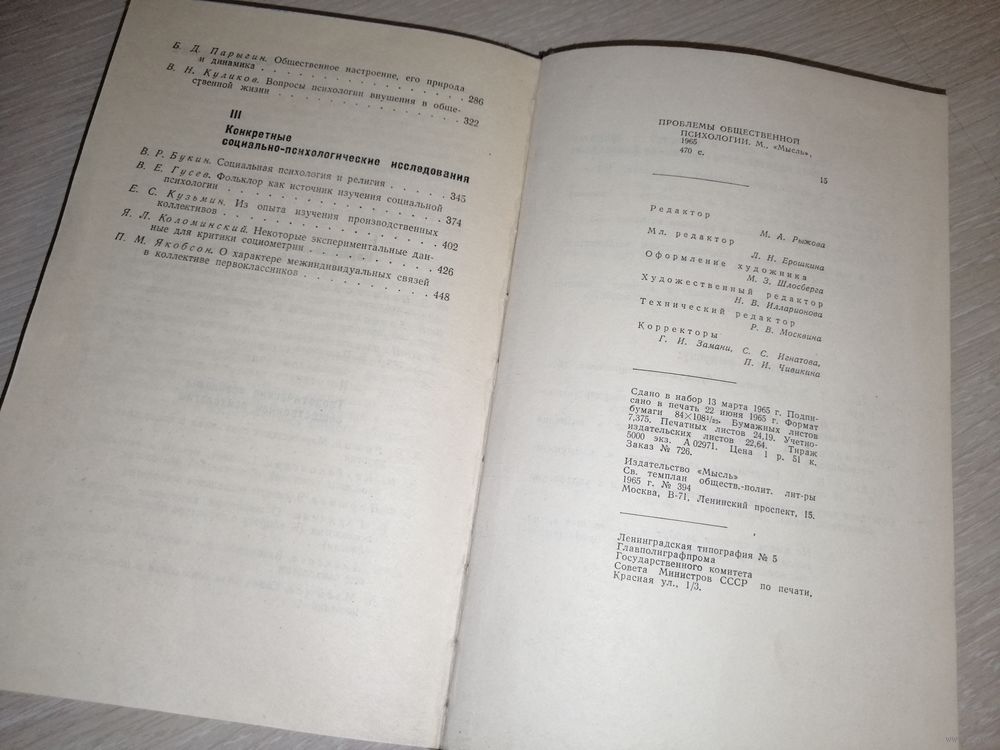 Б. Д. Парыгин. Общественное настроение, его природа
и динамика . . . . . . . . . . . . . . . . . 286
В. Н. Куликов. Вопросы психологии внушения в обще-
ственной жизни . . . . . . . . . . . . . . . 322
III
Конкретные
социально-психологические исследования
В. Р. Букин. Социальная психология и религия . . . . . 345
В. Е. Гусев. Фольклор как источник изучения социальной
психологии . . . . . . . . . . . . . . . . . 374
Е. С. Кузьмин. Из опыта изучения производственных
коллективов . . . . . . . . . . . . . . . . 402
Я. Л. Коломинский. Некоторые экспериментальные дан-
ные для критики социометрии . . . . . . . . . 426
П. М. Якобсон. О характере межиндивидуальных связей
в коллективе первоклассников . . . . . . . . . 448
ПРОБЛЕМЫ ОБЩЕСТВЕННОЙ
ПСИХОЛОГИИ. М., «Мысль»,
1965
470 с.
15
Редактор
М. А. Рыжова
Мл. редактор
Л. Н. Ерошкина
Оформление художника
М. З. Шлосберга
Художественный редактор
Н. В. Илларионова
Технический редактор
Р. В. Москвина
Корректоры
Г. И. Замани, С. С. Игнатова,
П. И. Чивикина
Сдано в набор 13 марта 1965 г. Подпи-
сано в печать 22 июня 1965 г. Формат
бумаги 84×108¹/₃₂. Бумажных листов
7,375. Печатных листов 24,19. Учетно-
издательских листов 22,64. Тираж
5000 экз. А 02971. Цена 1 р. 51 к.
Заказ № 726.
Издательство «Мысль»
Св. темплан обществ.-полит. лит-ры
1965 г. № 394
Москва, В-71. Ленинский проспект, 15.
Ленинградская типография № 5
Главполиграфпрома
Государственного комитета
Совета Министров СССР по печати.
Красная ул., 1/3.